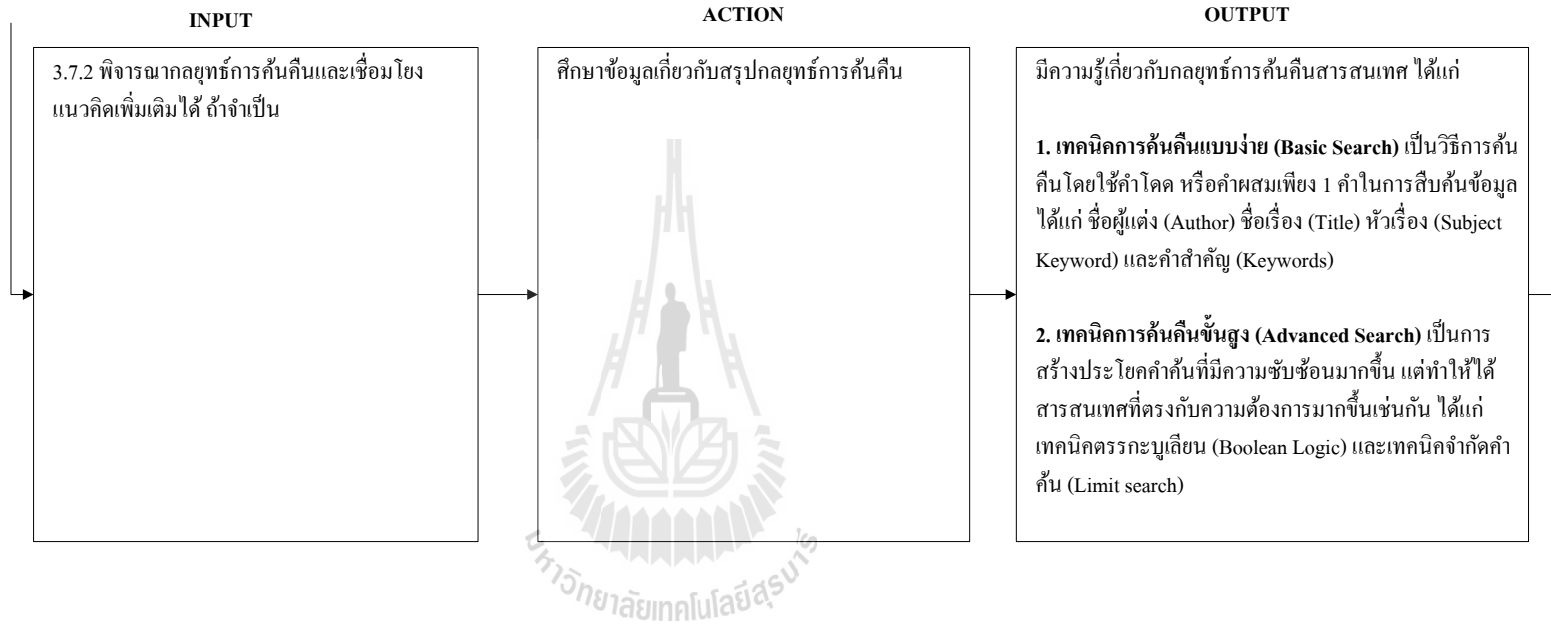 INPUT
3.7.2 พิจารณากลยุทธ์การค้นคืนและเชื่อมโยง
แนวคิดเพิ่มเติมได้ ถ้าจำเป็น
ACTION
ศึกษาข้อมูลเกี่ยวกับสรุปกลยุทธ์การค้นคืน
OUTPUT
มีความรู้เกี่ยวกับกลยุทธ์การค้นคืนสารสนเทศ ได้แก่
1. เทคนิคการค้นคืนแบบง่าย (Basic Search) เป็นวิธีการค้น
คืนโดยใช้คำโดด หรือคำผสมเพียง 1 คำในการสืบค้นข้อมูล
ได้แก่ ชื่อผู้แต่ง (Author) ชื่อเรื่อง (Title) หัวเรื่อง (Subject
Keyword) และคำสำคัญ (Keywords)
2. เทคนิคการค้นคืนขั้นสูง (Advanced Search) เป็นการ
สร้างประโยคคำค้นที่มีความซับซ้อนมากขึ้น แต่ทำให้ได้
สารสนเทศที่ตรงกับความต้องการมากขึ้นเช่นกัน ได้แก่
เทคนิคตรรกะบูเลียน (Boolean Logic) และเทคนิคจำกัดคำ
ค้น (Limit search)
มหาวิทยาลัยเทคโนโลยีสุรนารี